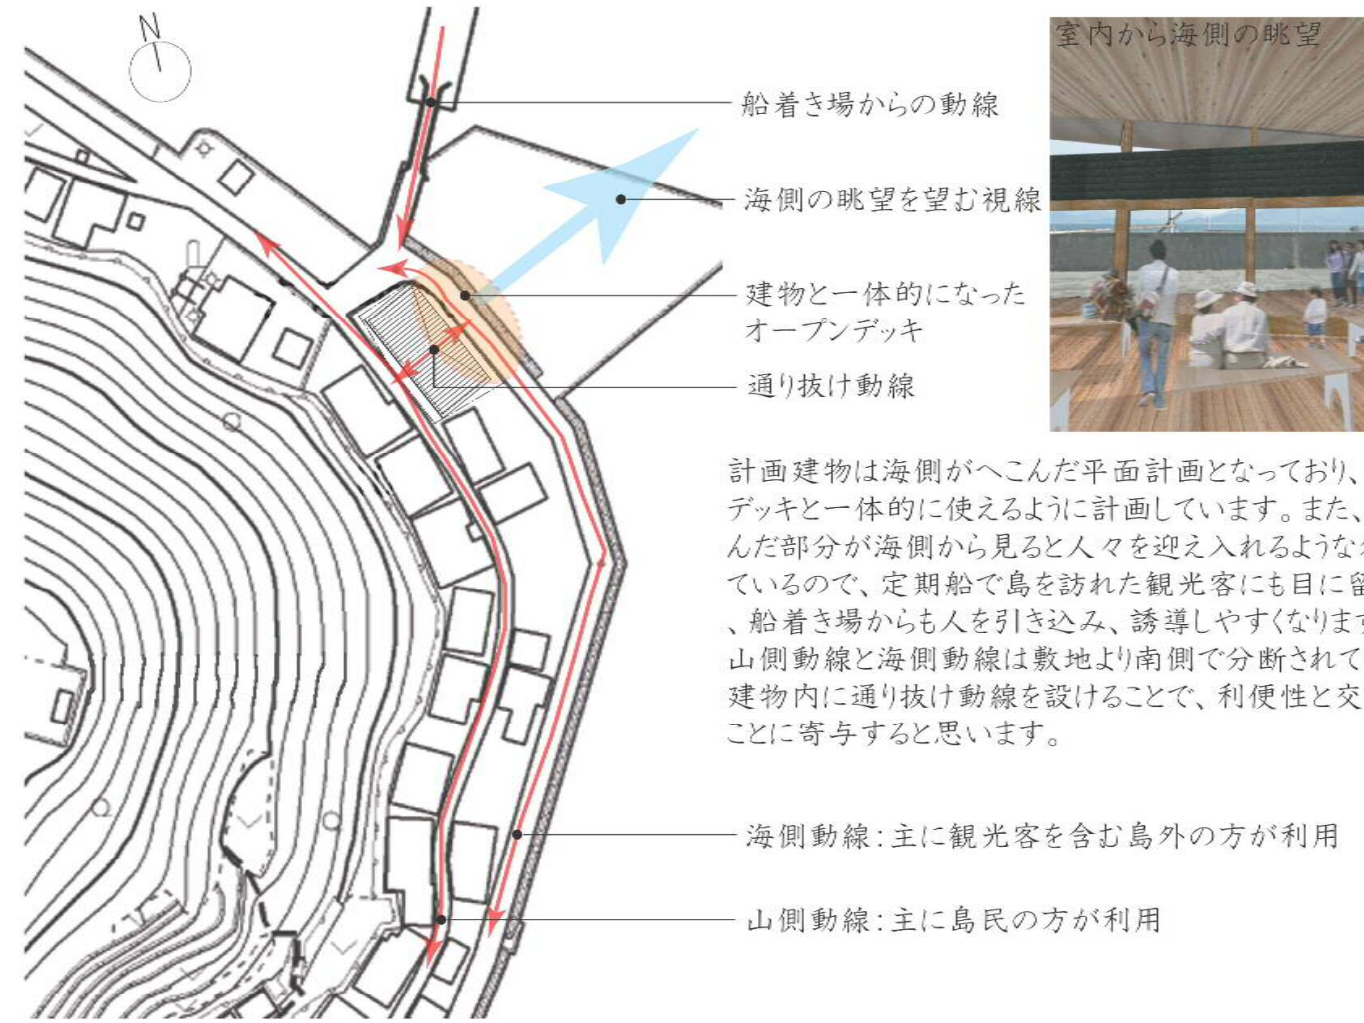 N
室内から海側の眺望
船着き場からの動線
海側の眺望を望む視線
建物と一体的になった
オープンデッキ
通り抜け動線
計画建物は海側がへこんだ平面計画となっており、
デッキと一体的に使えるように計画しています。また、
んだ部分が海側から見ると人々を迎え入れるような
ているので、定期船で島を訪れた観光客にも目に留
、船着き場からも人を引き込み、誘導しやすくなります
山側動線と海側動線は敷地より南側で分断されて
建物内に通り抜け動線を設けることで、利便性と交
ことに寄与すると思います。
海側動線：主に観光客を含む島外の方が利用
山側動線：主に島民の方が利用